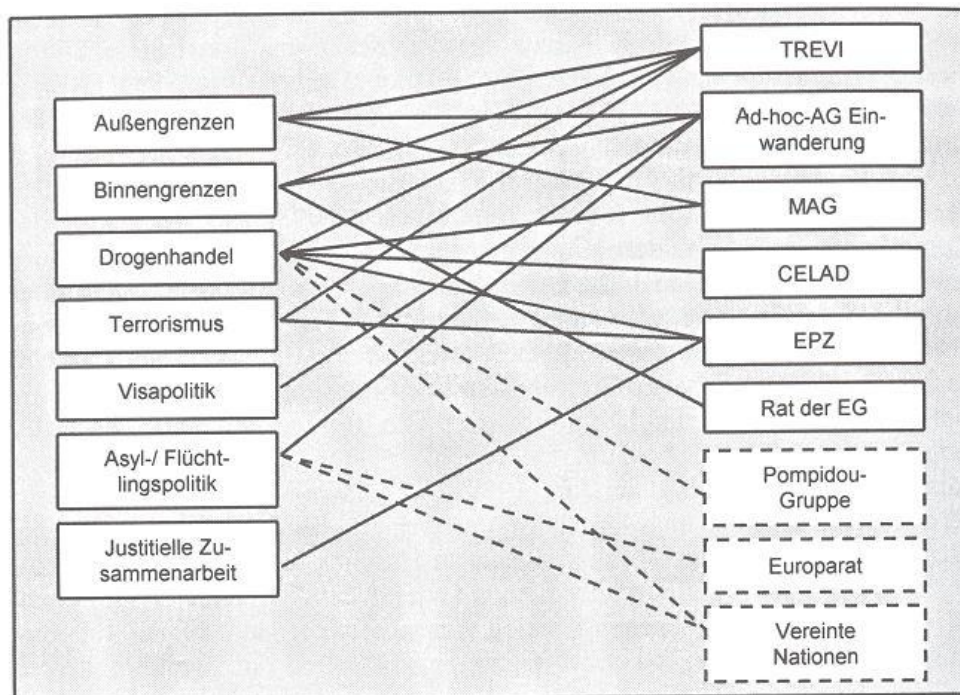 Außengrenzen
Binnengrenzen
Drogenhandel
Terrorismus
Visapolitik
Asyl-/ Flücht-
lingspolitik
Justitielle Zu-
sammenarbeit
TREVI
Ad-hoc-AG Ein-
wanderung
MAG
CELAD
EPZ
Rat der EG
Pompidou-
Gruppe
Europarat
Vereinte
Nationen